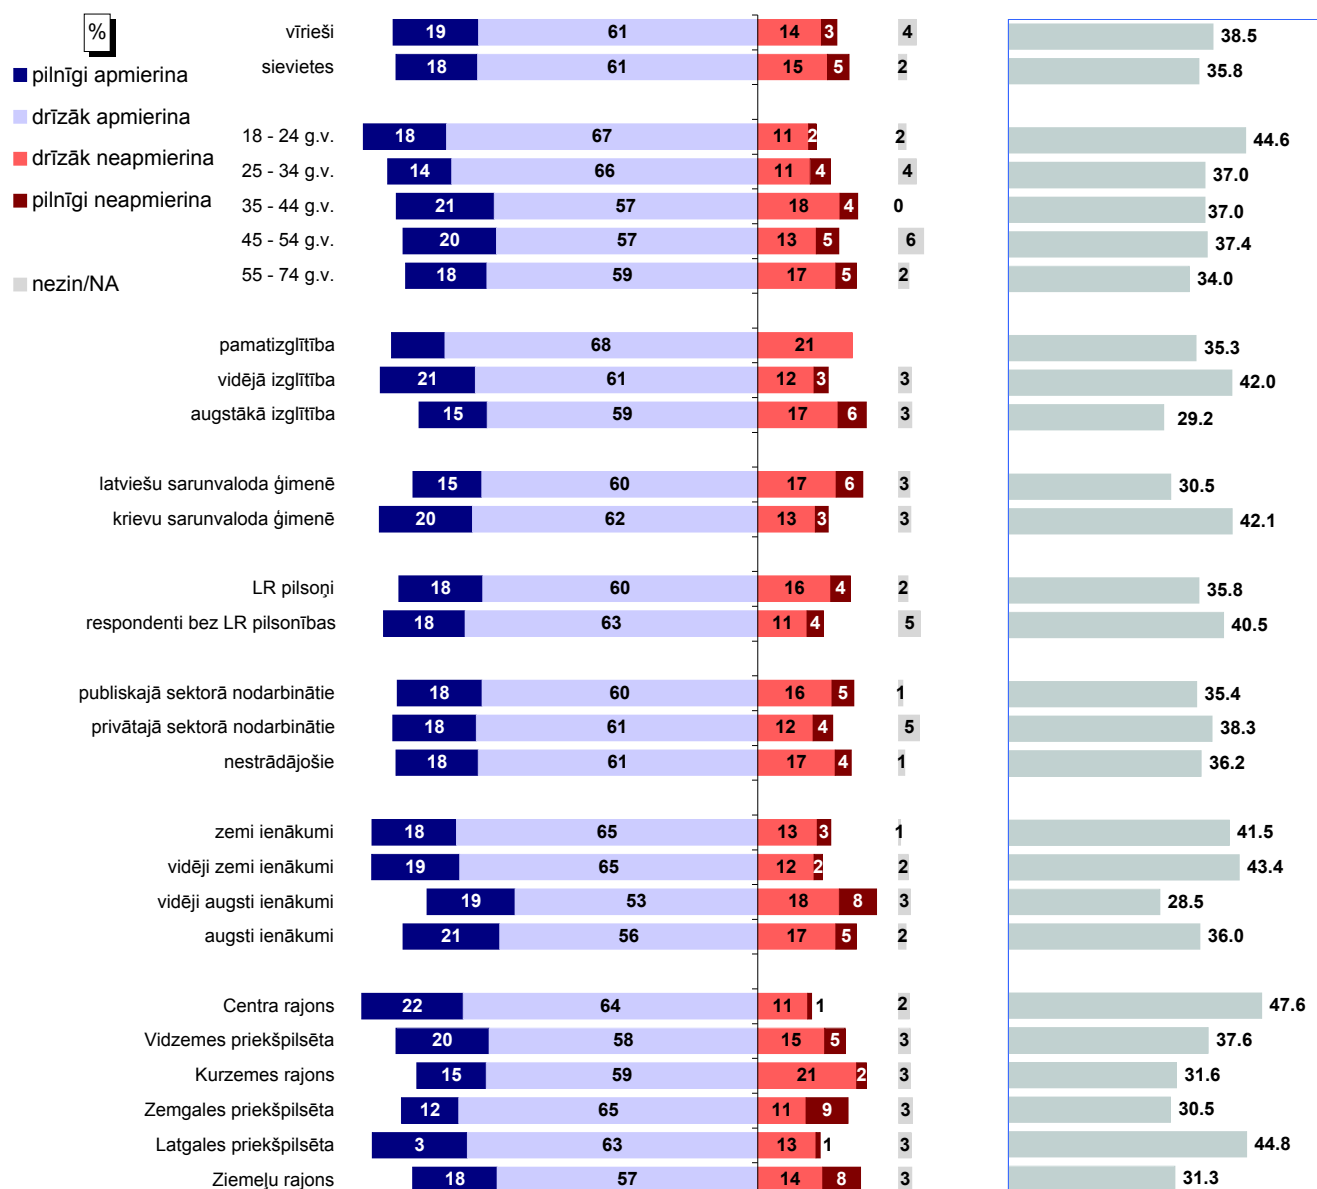 %
pilnīgi apmierina
drīzāk apmierina
drīzāk neapmierina
pilnīgi neapmierina
nezin/NA
vīrieši 19 61 14 3 4 38.5
sievietes 18 61 15 5 2 35.8
18 - 24 g.v. 18 67 11 2 2 44.6
25 - 34 g.v. 14 66 11 4 4 37.0
35 - 44 g.v. 21 57 18 4 0 37.0
45 - 54 g.v. 20 57 13 5 6 37.4
55 - 74 g.v. 18 59 17 5 2 34.0
pamatizglītība 68 21 35.3
vidējā izglītība 21 61 12 3 3 42.0
augstākā izglītība 15 59 17 6 3 29.2
latviešu sarunvaloda ģimenē 15 60 17 6 3 30.5
krievu sarunvaloda ģimenē 20 62 13 3 3 42.1
LR pilsoņi 18 60 16 4 2 35.8
respondenti bez LR pilsonības 18 63 11 4 5 40.5
publiskajā sektorā nodarbinātie 18 60 16 5 1 35.4
privātajā sektorā nodarbinātie 18 61 12 4 5 38.3
nestrādājošie 18 61 17 4 1 36.2
zemi ienākumi 18 65 13 3 1 41.5
vidēji zemi ienākumi 19 65 12 2 2 43.4
vidēji augsti ienākumi 19 53 18 8 3 28.5
augsti ienākumi 21 56 17 5 2 36.0
Centra rajons 22 64 11 1 2 47.6
Vidzemes priekšpilsēta 20 58 15 5 3 37.6
Kurzemes rajons 15 59 21 2 3 31.6
Zemgales priekšpilsēta 12 65 11 9 3 30.5
Latgales priekšpilsēta 3 63 13 1 3 44.8
Ziemeļu rajons 18 57 14 8 3 31.3